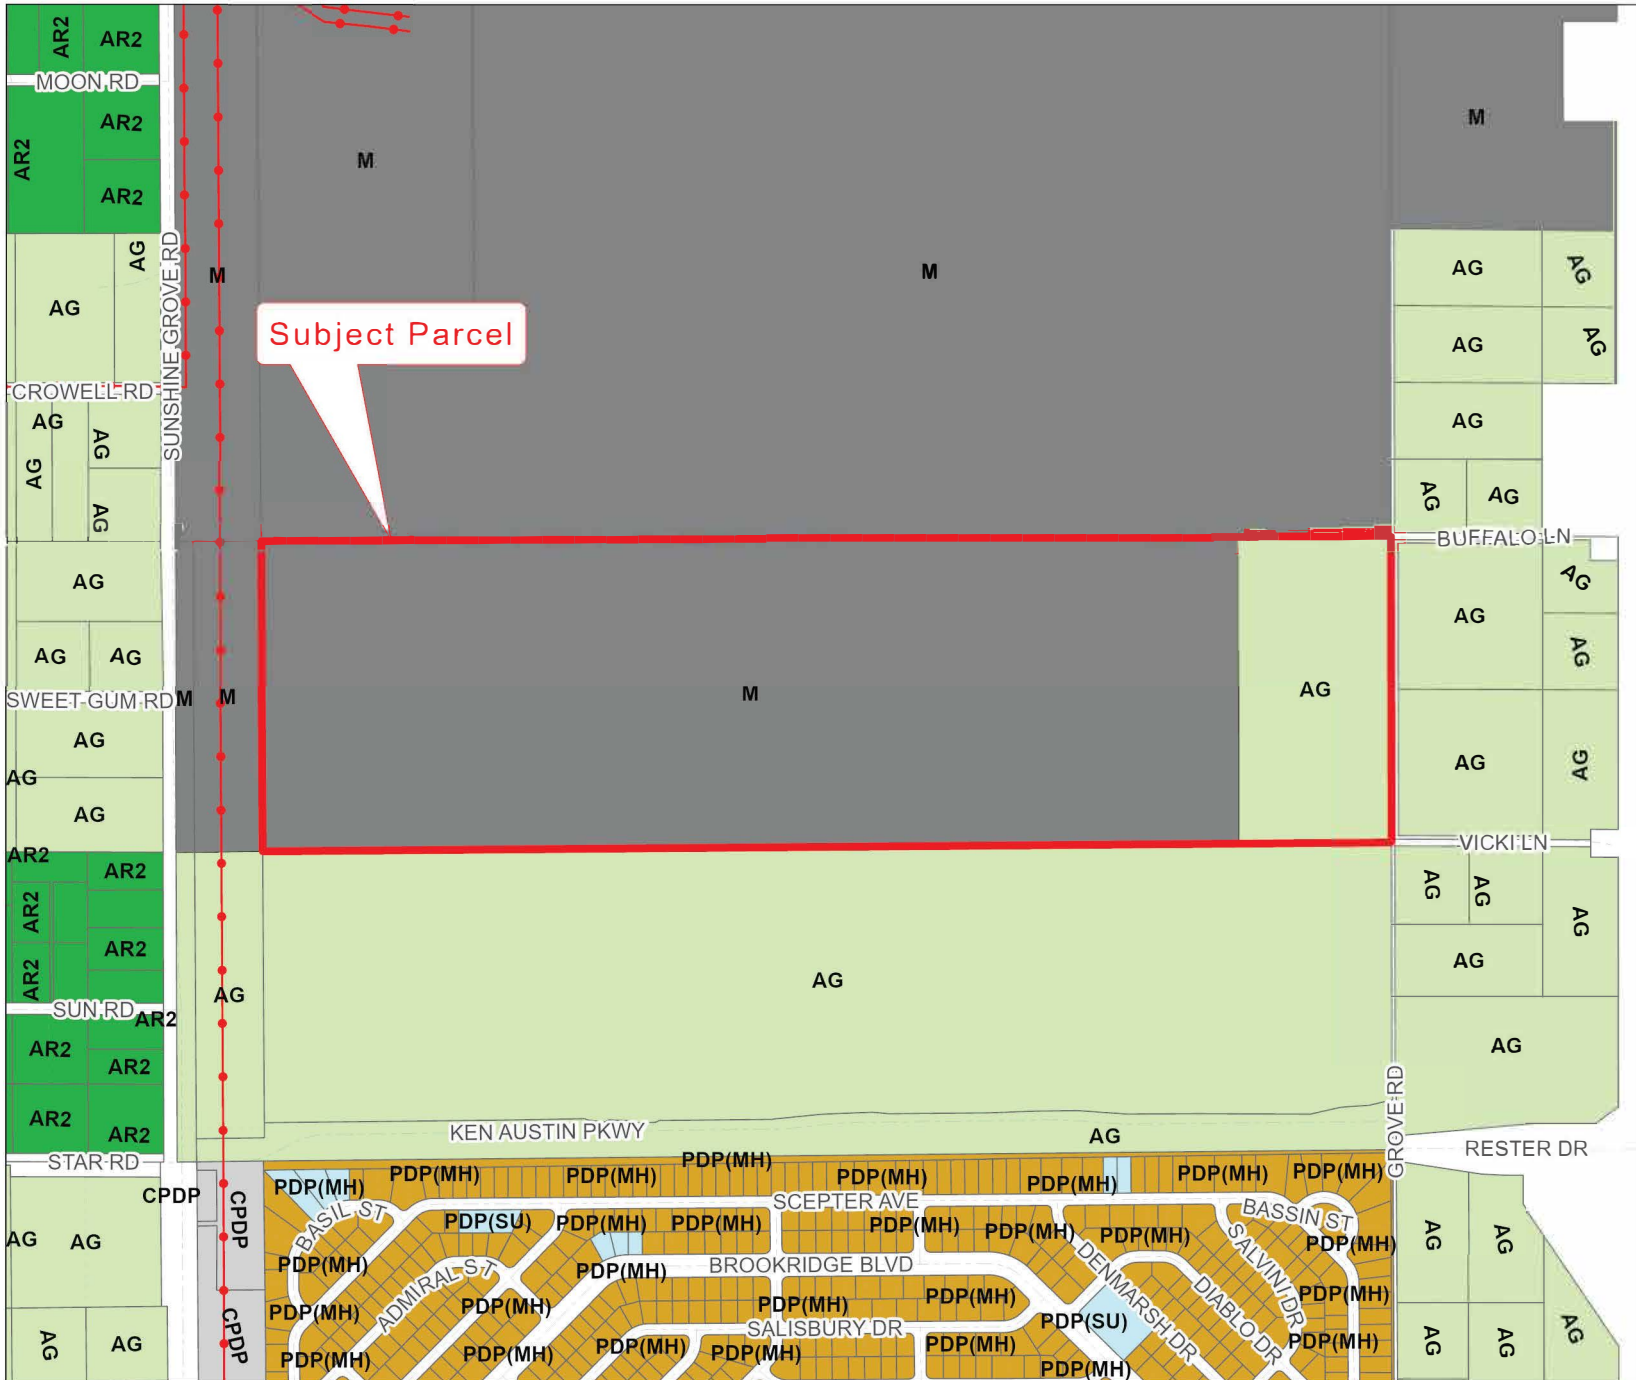 AR2
AR2
MOON RD
AR2
M
AR2
M
AR2
AR2
SUNSHINE GROVE RD
AG
M
M
AG
AG
AG
Subject Parcel
AG
AG
CROWELL RD
AG
AG
AG
AG
AG
AG
AG
BUFFALO LN
AG
AG
AG
AG
AG
AG
AG
AG
SWEET GUM RD
M
M
M
AG
AG
AG
AG
AG
AG
VICKI LN
AR2
AR2
AG
AG
AR2
AG
AR2
AG
AR2
AG
AG
SUN RD
AR2
AR2
AG
AR2
AR2
AR2
GROVE RD
KEN AUSTIN PKWY
AG
STAR RD
RESTER DR
PDP(MH)
PDP(MH)
PDP(MH)
PDP(MH)
PDP(MH)
PDP(MH)
PDP(MH)
PDP(MH)
CPDP
CPDP
SCEPTER AVE
BASIL ST
PDP(SU)
PDP(MH)
PDP(MH)
PDP(MH)
PDP(MH)
PDP(MH)
BASSIN ST
AG
AG
AG
AG
PDP(MH)
PDP(MH)
ADMIRAL ST
PDP(MH)
BROOKRIDGE BLVD
DENMARSH DR
DIABLO DR
SALVINI DR
PDP(MH)
PDP(MH)
PDP(MH)
PDP(MH)
PDP(MH)
PDP(SU)
CPDP
SALISBURY DR
AG
AG
PDP(MH)
PDP(MH)
PDP(MH)
PDP(MH)
PDP(MH)
PDP(MH)
PDP(MH)
AG
AG
AG